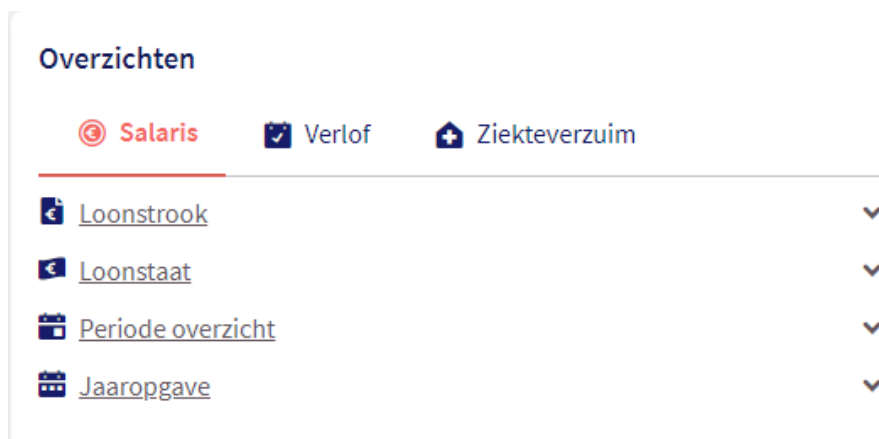 Overzichten
Salaris Verlof Ziekteverzuim
Loonstrook
Loonstaat
Periode overzicht
Jaaropgave